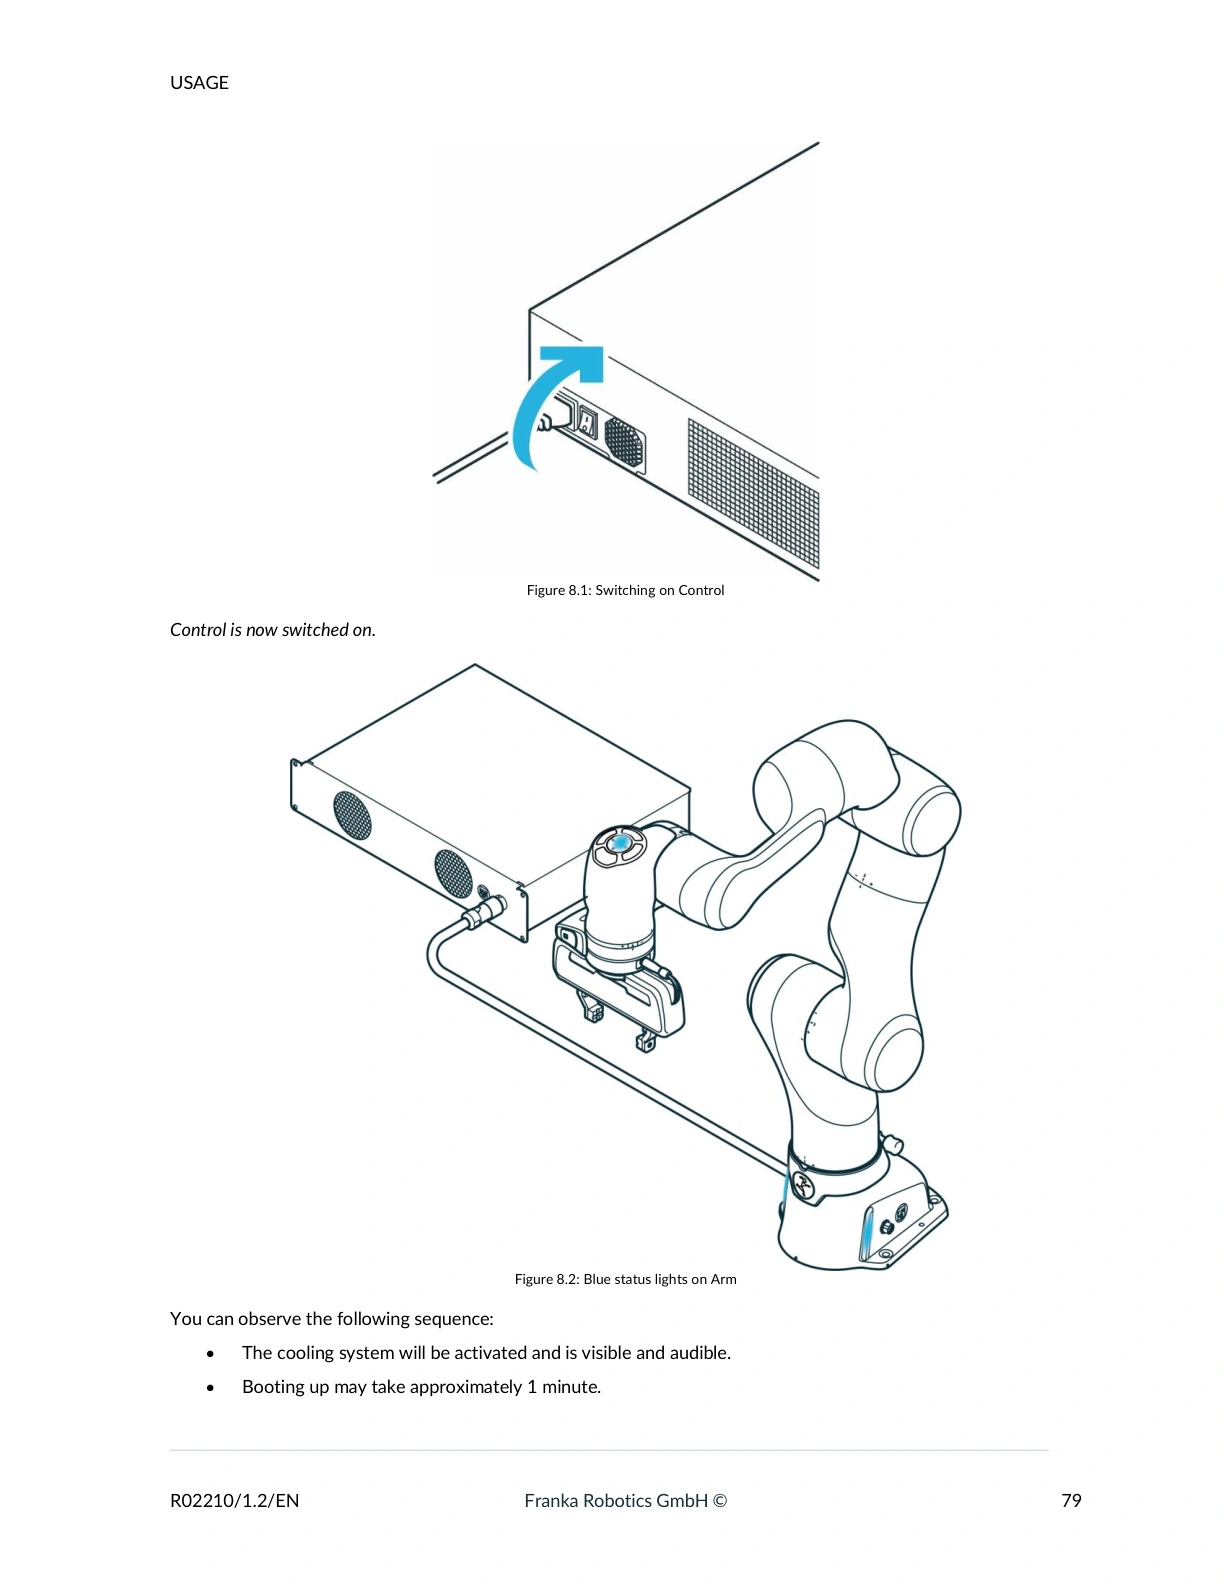 USAGE
Figure 8.1: Switching on Control
Control is now switched on.
Figure 8.2: Blue status lights on Arm
You can observe the following sequence:
• The cooling system will be activated and is visible and audible.
• Booting up may take approximately 1 minute.
R02210/1.2/EN
Franka Robotics GmbH ©
79